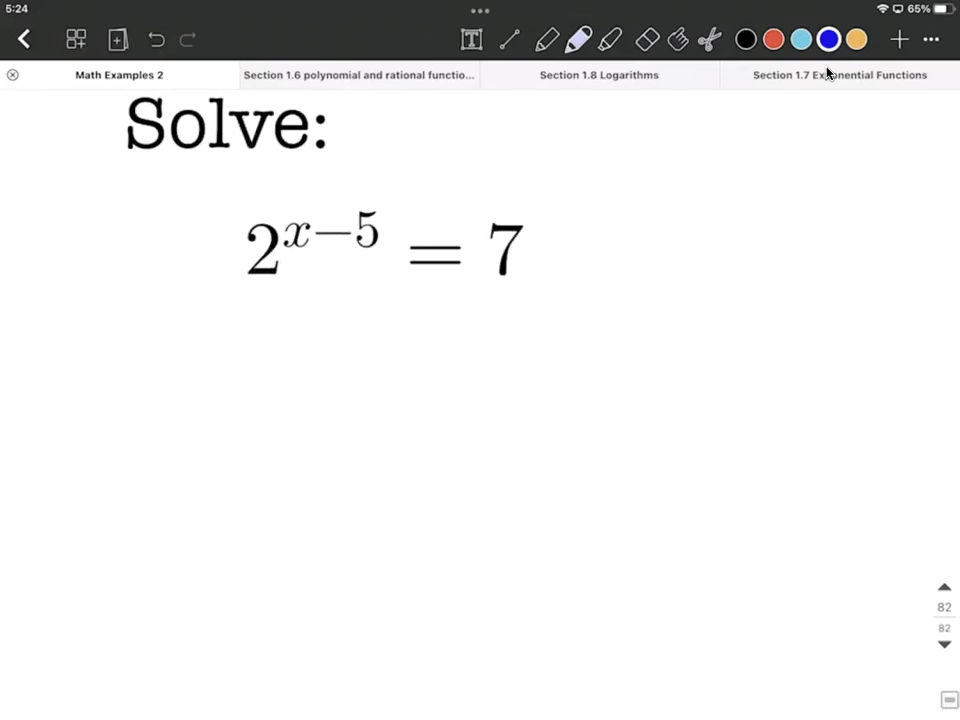 5:24
65%
Math Examples 2
Section 1.6 polynomial and rational functio...
Section 1.8 Logarithms
Section 1.7 Exponential Functions
Solve:
2^{x-5} = 7
82
82